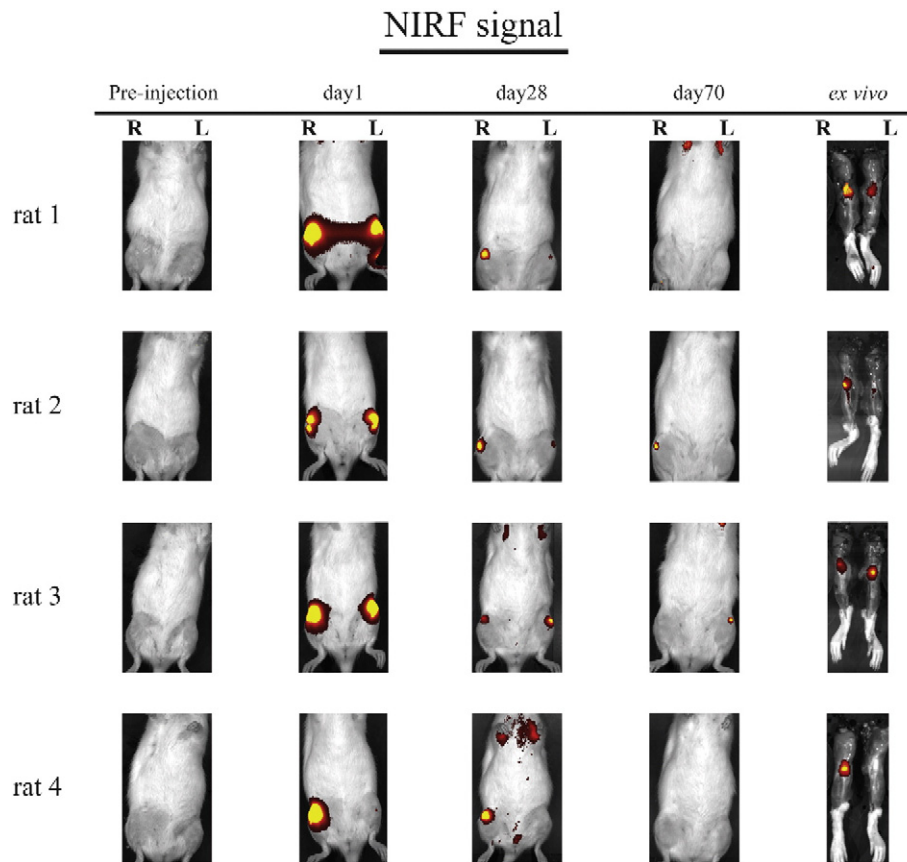 NIRF signal
Pre-injection day1 day28 day70 ex vivo
R L R L R L R L R L
rat 1
rat 2
rat 3
rat 4